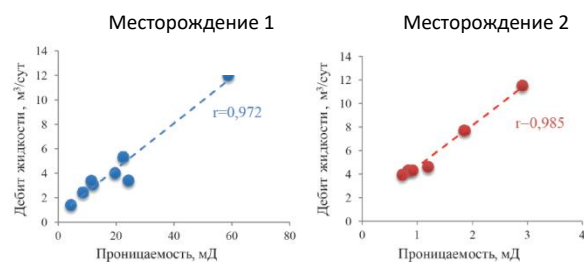 Месторождение 1
14
12
10
8
6
4
2
0
Дебит жидкости, м³/сут
r=0,972
0 20 40 60 80
Проницаемость, мД
Месторождение 2
14
12
10
8
6
4
2
0
Дебит жидкости, м³/сут
r=0,985
0 1 2 3 4
Проницаемость, мД